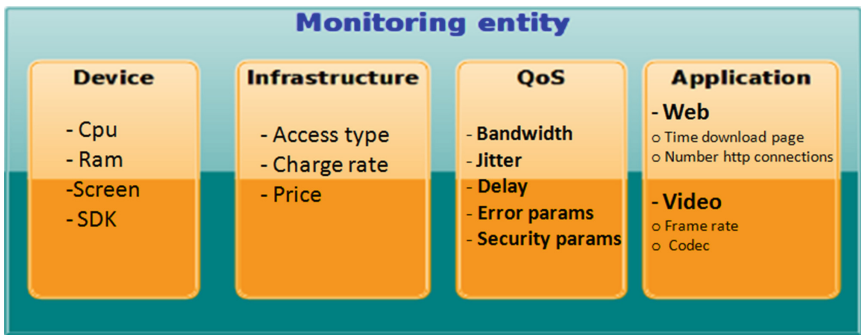 Monitoring entity
Device
- Cpu
- Ram
-Screen
- SDK
Infrastructure
- Access type
- Charge rate
- Price
QoS
- Bandwidth
- Jitter
- Delay
- Error params
- Security params
Application
- Web
o Time download page
o Number http connections
- Video
o Frame rate
o Codec